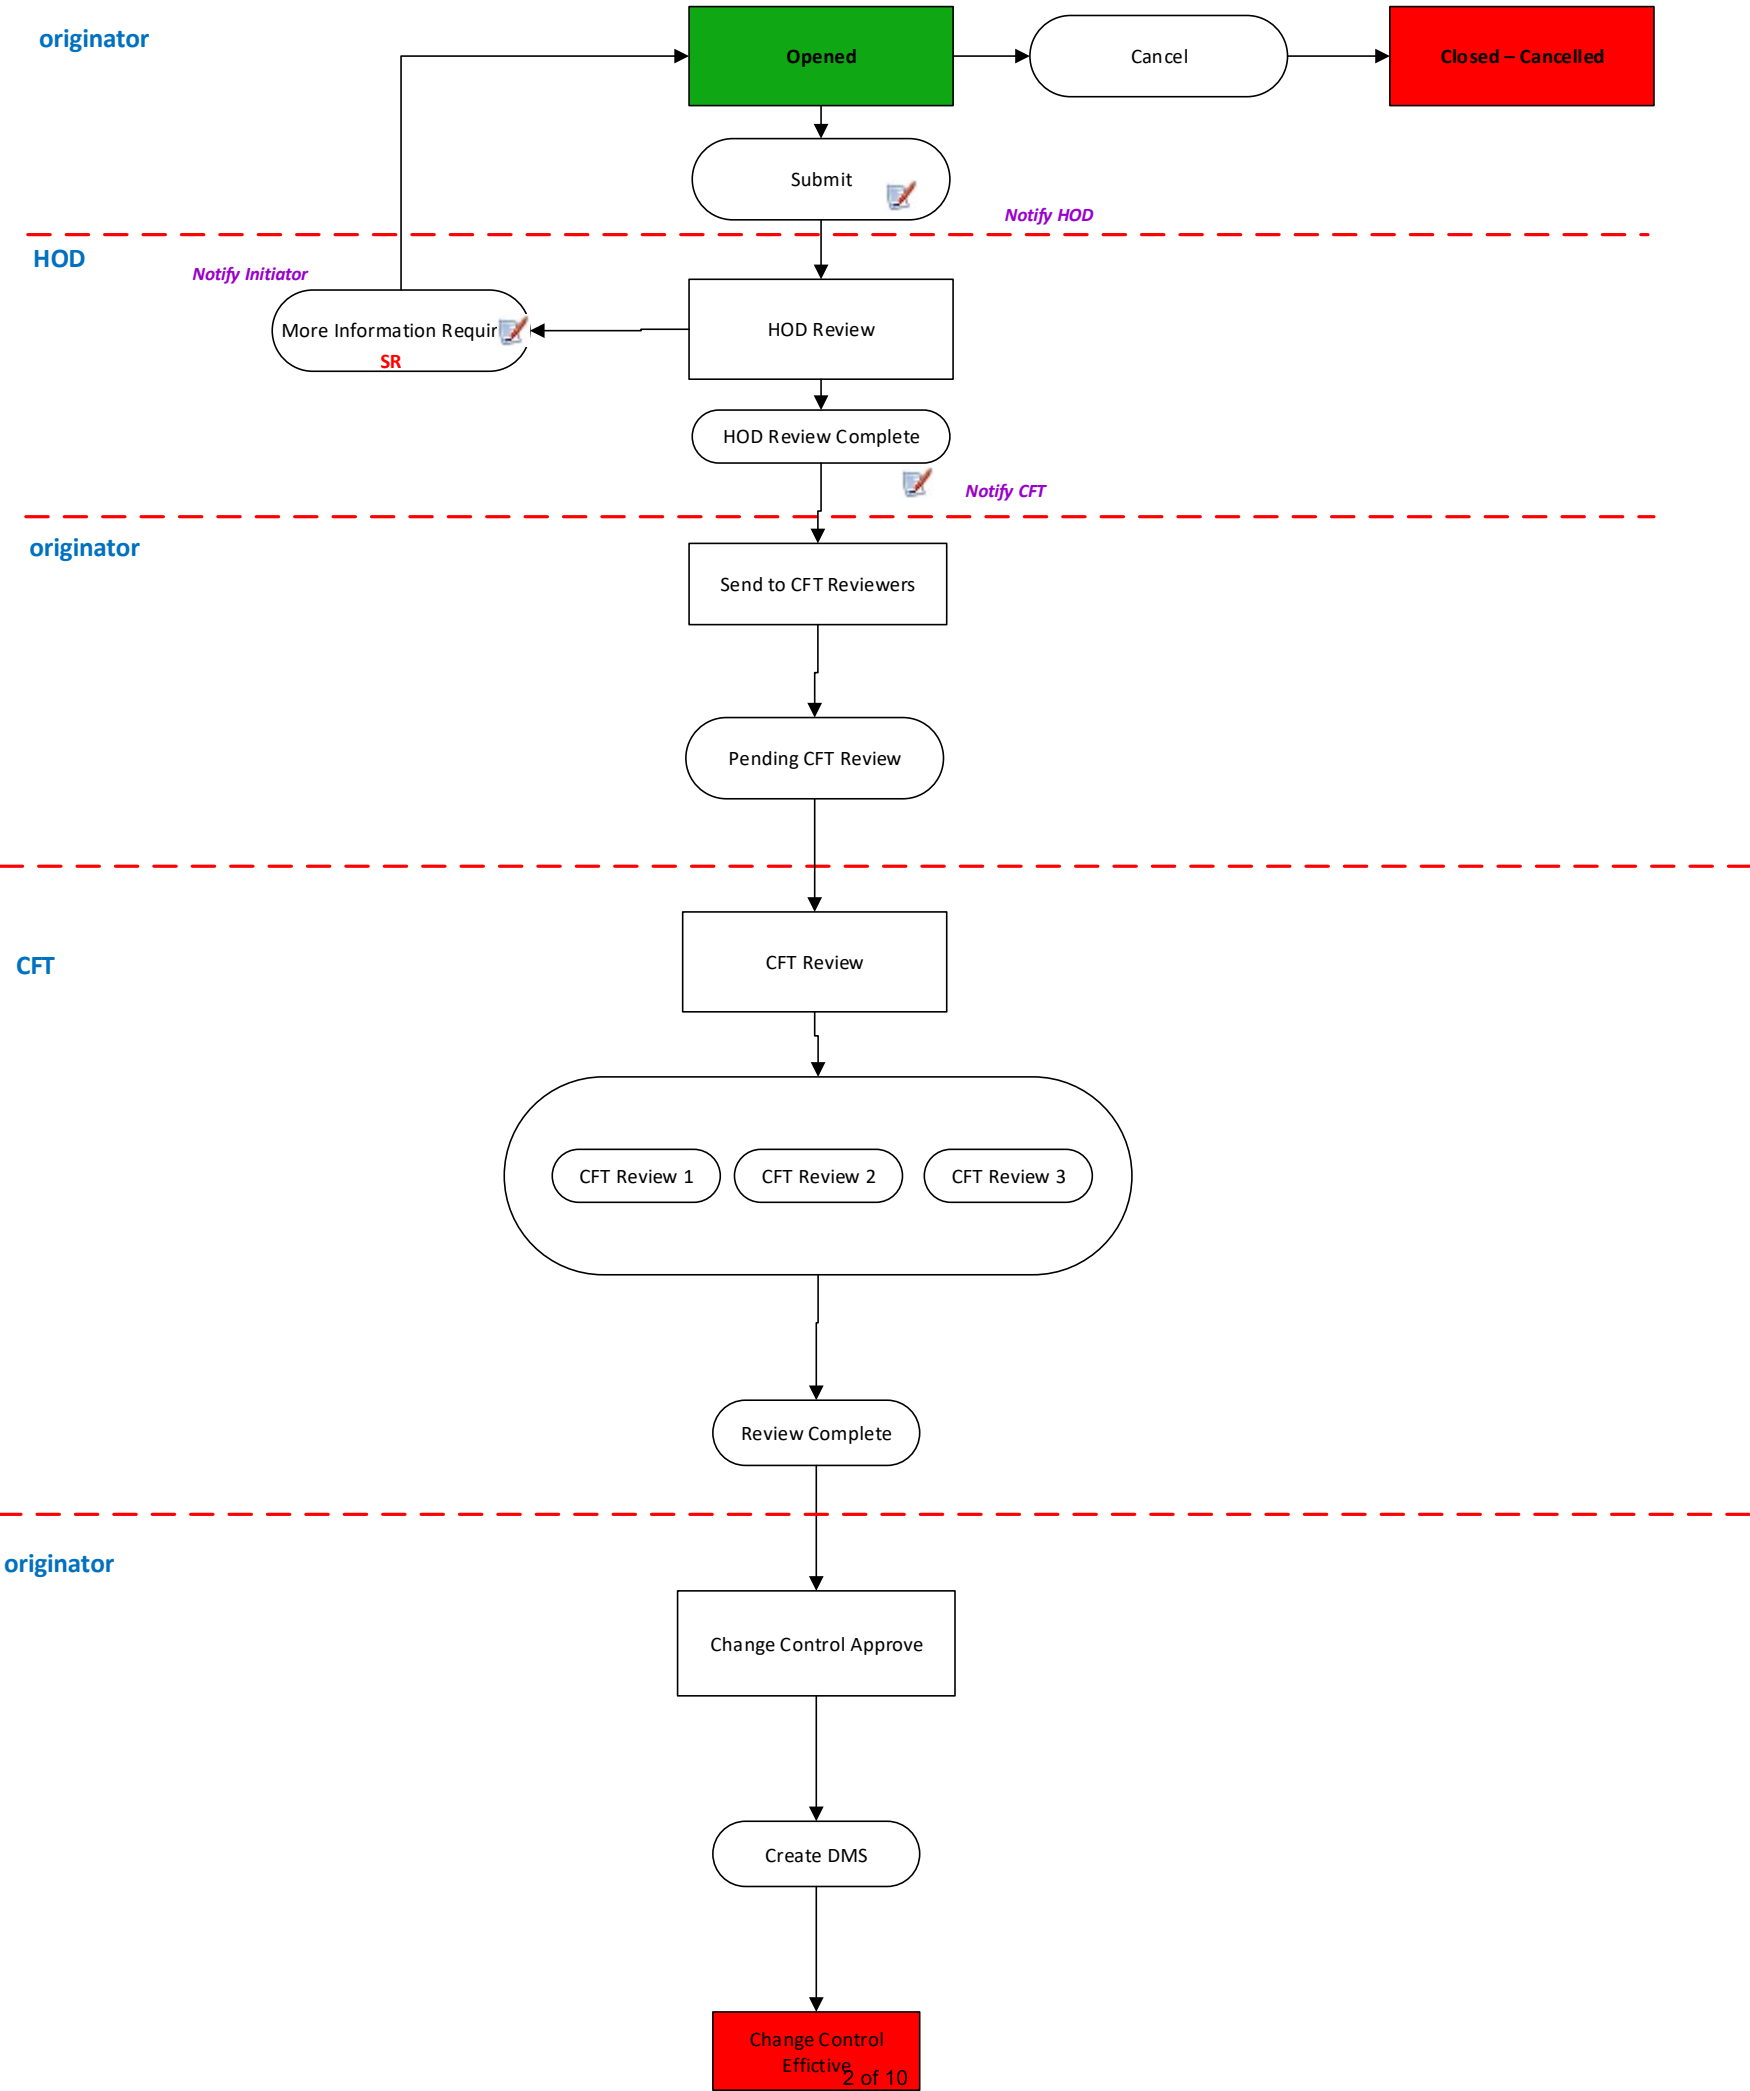 originator
Opened
Cancel
Closed – Cancelled
Submit
Notify HOD
HOD
Notify Initiator
More Information Requir
SR
HOD Review
HOD Review Complete
Notify CFT
originator
Send to CFT Reviewers
Pending CFT Review
CFT
CFT Review
CFT Review 1
CFT Review 2
CFT Review 3
Review Complete
originator
Change Control Approve
Create DMS
Change Control
Effictive
2 of 10